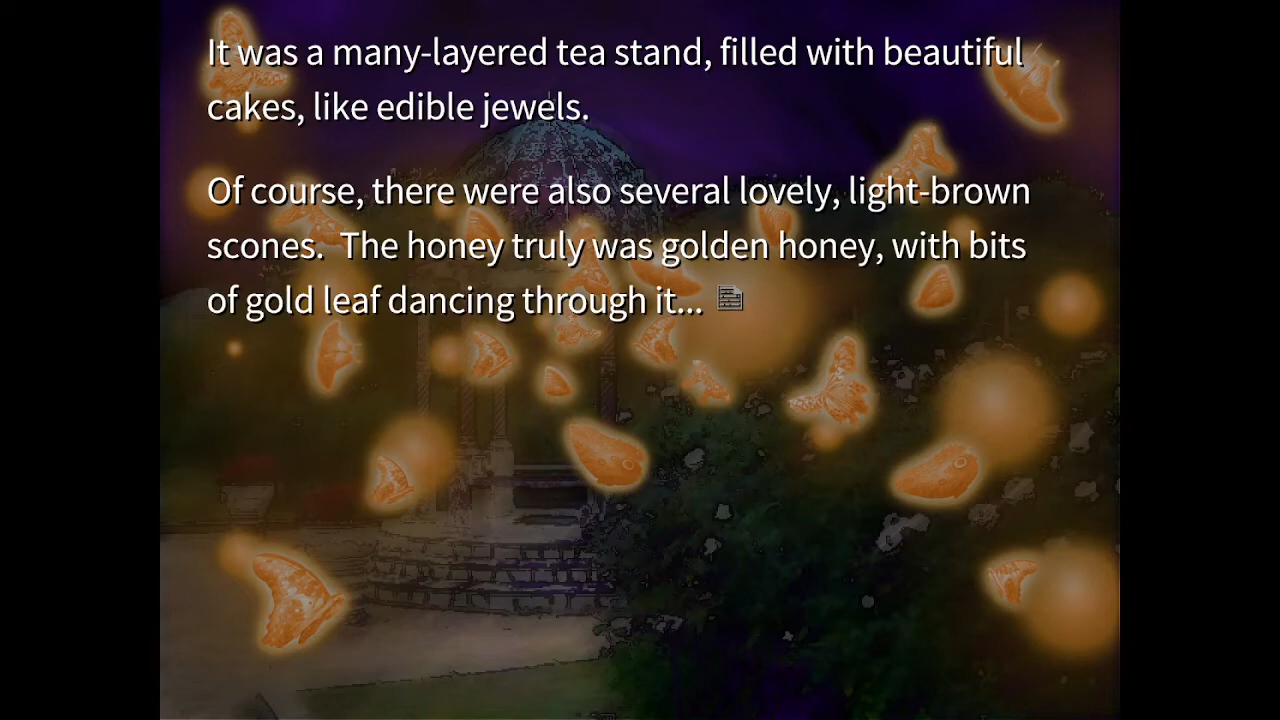 It was a many-layered tea stand, filled with beautiful
cakes, like edible jewels.
Of course, there were also several lovely, light-brown
scones.  The honey truly was golden honey, with bits
of gold leaf dancing through it...